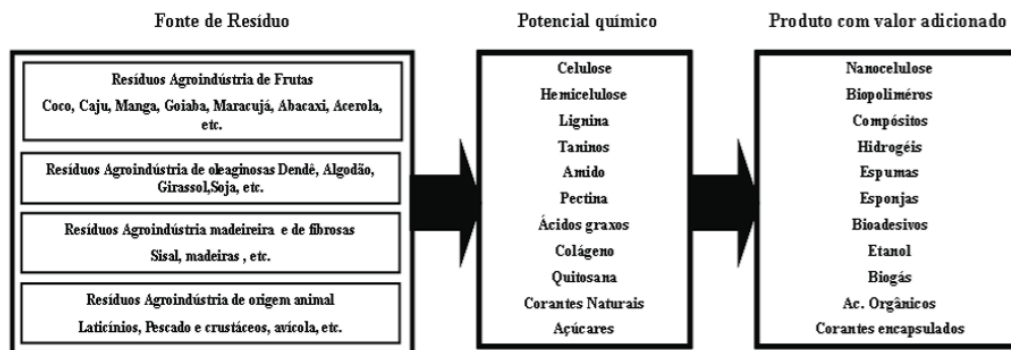 Fonte de Resíduo
Resíduos Agroindústria de Frutas
Coco, Caju, Manga, Goiaba, Maracujá, Abacaxi, Acerola,
etc.
Resíduos Agroindústria de oleaginosas Dendê, Algodão,
Girassol,Soja, etc.
Resíduos Agroindústria madeireira e de fibrosas
Sisal, madeiras , etc.
Resíduos Agroindústria de origem animal
Laticínios, Pescado e crustáceos, avícola, etc.
Potencial químico
Celulose
Hemicelulose
Lignina
Taninos
Amido
Pectina
Ácidos graxos
Colágeno
Quitosana
Corantes Naturais
Açúcares
Produto com valor adicionado
Nanocelulose
Biopoliméros
Compósitos
Hidrogéis
Espumas
Esponjas
Bioadesivos
Etanol
Biogás
Ac. Orgânicos
Corantes encapsulados